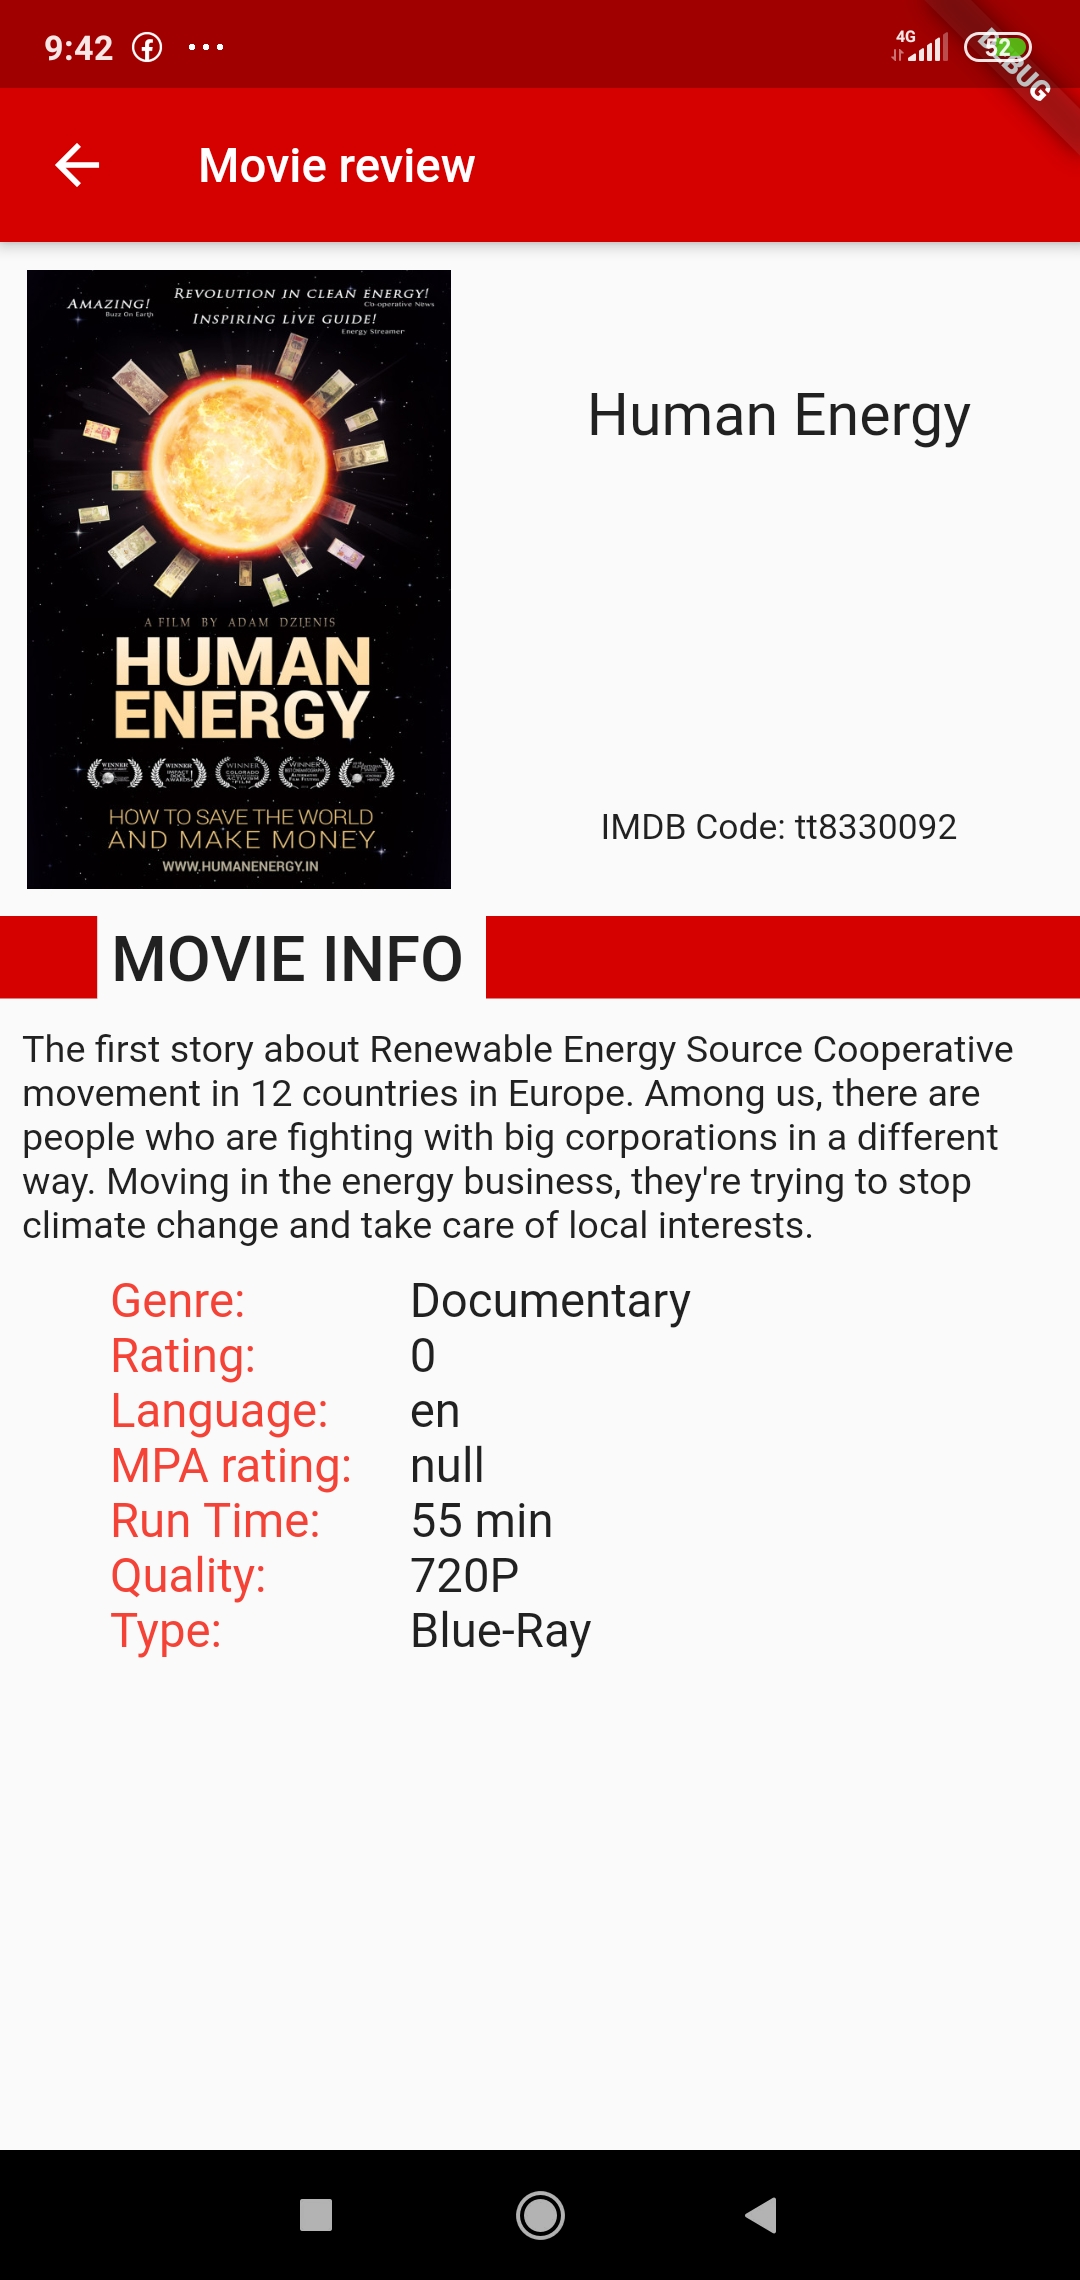 9:42
4G
52
DEBUG
Movie review
AMAZING!
Buzz On Earth
REVOLUTION IN CLEAN ENERGY!
Co-operative News
INSPIRING LIVE GUIDE!
Energy Streamer
A FILM BY ADAM DZIENIS
HUMAN
ENERGY
WINNER
WINNER
WINNER
WINNER
HOW TO SAVE THE WORLD
AND MAKE MONEY
WWW.HUMANENERGY.IN
Human Energy
IMDB Code: tt8330092
MOVIE INFO
The first story about Renewable Energy Source Cooperative
movement in 12 countries in Europe. Among us, there are
people who are fighting with big corporations in a different
way. Moving in the energy business, they're trying to stop
climate change and take care of local interests.
Genre: Documentary
Rating: 0
Language: en
MPA rating: null
Run Time: 55 min
Quality: 720P
Type: Blue-Ray